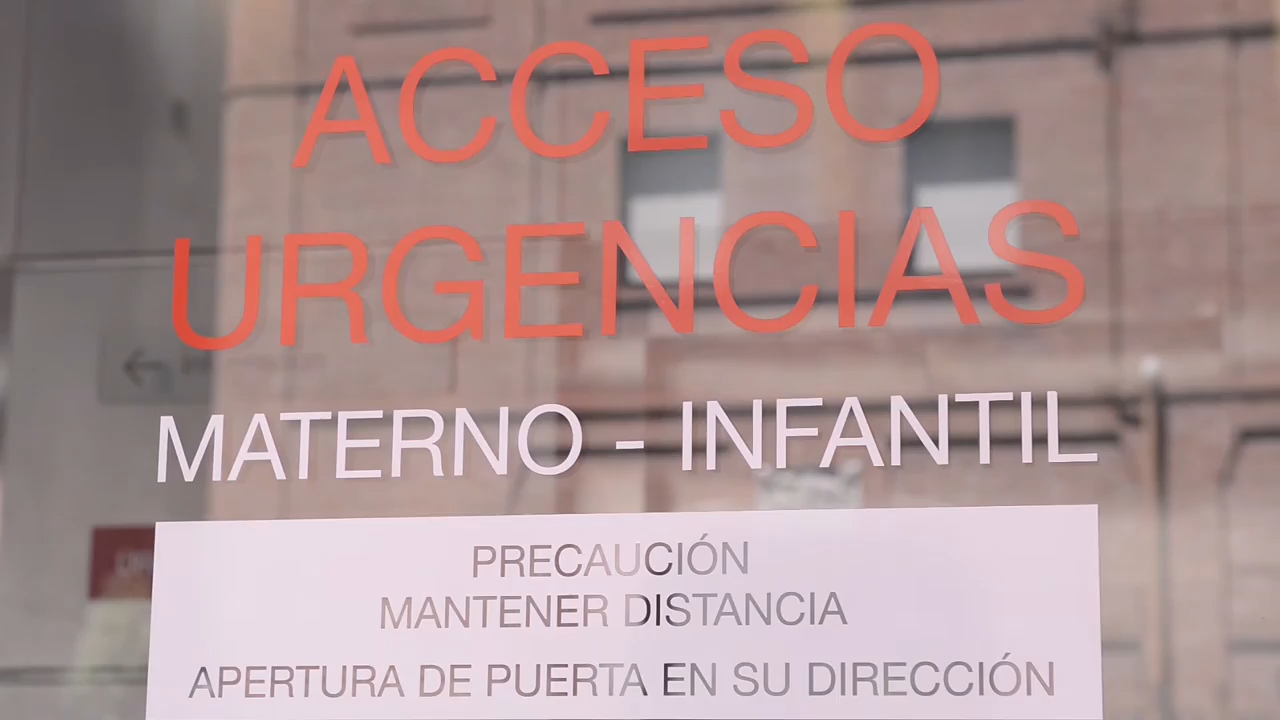 ACCESO
URGENCIAS
MATERNO - INFANTIL
PRECAUCIÓN
MANTENER DISTANCIA
APERTURA DE PUERTA EN SU DIRECCIÓN